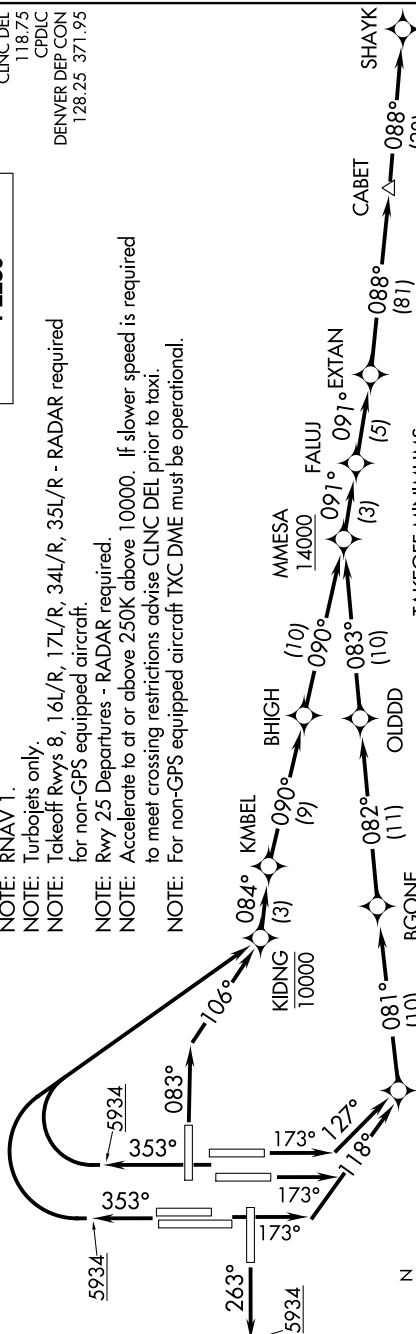 CLNC DEL
118.75
CPDLC
DENVER DEP CON
128.25 371.95
NOTE: RNAV 1.
NOTE: Turbojets only.
NOTE: Takeoff Rwys 8, 16L/R, 17L/R, 34L/R, 35L/R - RADAR required
for non-GPS equipped aircraft.
NOTE: Rwy 25 Departures - RADAR required.
NOTE: Accelerate to at or above 250K above 10000. If slower speed is required
to meet crossing restrictions advise CLNC DEL prior to taxi.
NOTE: For non-GPS equipped aircraft TXC DME must be operational.
SHAYK
088°
CABET
088°
(81)
EXTAN
091°
(5)
FALUJ
091°
(3)
MMESA
14000
(10)
090°
BHIGH
090°
(9)
KMBEL
084°
(3)
KIDNG
10000
106°
083°
083°
(10)
OLDDD
082°
(11)
BGONE
081°
(10)
5934
353°
5934
353°
173°
127°
173°
118°
173°
263°
5934
N